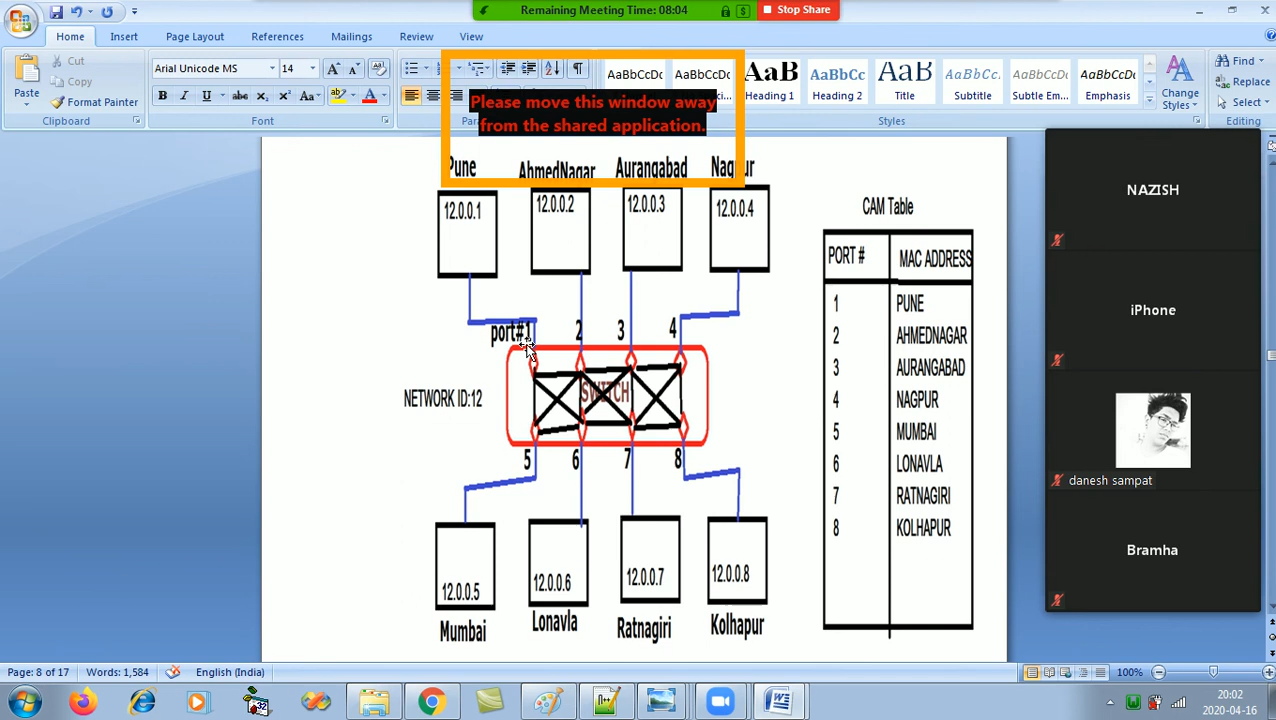 Remaining Meeting Time: 08:04
Stop Share
Home
Insert
Page Layout
References
Mailings
Review
View
Cut
Copy
Format Painter
Paste
Clipboard
Arial Unicode MS
14
Font
Please move this window away
from the shared application.
AaBbCcDc
AaBbCcDc
AaB
Heading 1
AaBbCc
Heading 2
AaB
Title
AaBbCc
Subtitle
AaBbCcDc
Subtle Em...
AaBbCcDc
Emphasis
Change
Styles
Styles
Find
Replace
Select
Editing
Pune
AhmedNagar
Aurangabad
Nagpur
12.0.0.1
12.0.0.2
12.0.0.3
12.0.0.4
port#1
2
3
4
NETWORK ID:12
SWITCH
5
6
7
8
12.0.0.5
12.0.0.6
12.0.0.7
12.0.0.8
Mumbai
Lonavla
Ratnagiri
Kolhapur
CAM Table
PORT # MAC ADDRESS
1 PUNE
2 AHMEDNAGAR
3 AURANGABAD
4 NAGPUR
5 MUMBAI
6 LONAVLA
7 RATNAGIRI
8 KOLHAPUR
NAZISH
iPhone
danesh sampat
Bramha
Page: 8 of 17
Words: 1,584
English (India)
100%
20:02
2020-04-16